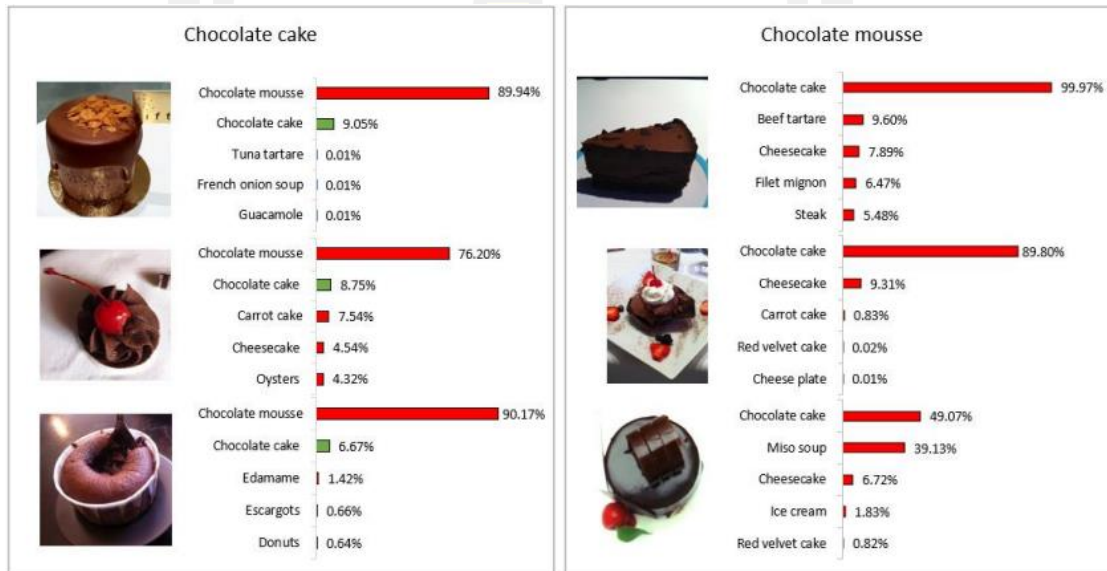 Chocolate cake
Chocolate mousse 89.94%
Chocolate cake 9.05%
Tuna tartare 0.01%
French onion soup 0.01%
Guacamole 0.01%
Chocolate mousse 76.20%
Chocolate cake 8.75%
Carrot cake 7.54%
Cheesecake 4.54%
Oysters 4.32%
Chocolate mousse 90.17%
Chocolate cake 6.67%
Edamame 1.42%
Escargots 0.66%
Donuts 0.64%
Chocolate mousse
Chocolate cake 99.97%
Beef tartare 9.60%
Cheesecake 7.89%
Filet mignon 6.47%
Steak 5.48%
Chocolate cake 89.80%
Cheesecake 9.31%
Carrot cake 0.83%
Red velvet cake 0.02%
Cheese plate 0.01%
Chocolate cake 49.07%
Miso soup 39.13%
Cheesecake 6.72%
Ice cream 1.83%
Red velvet cake 0.82%